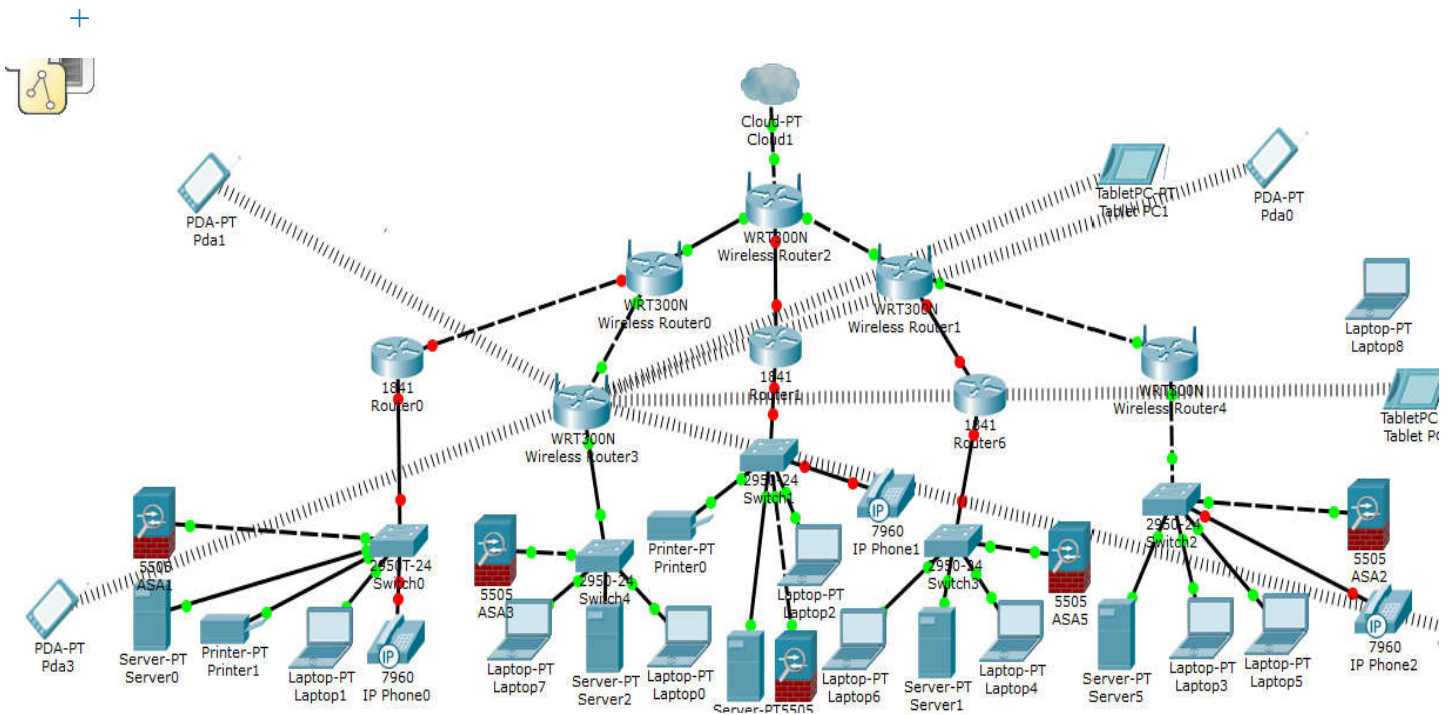 Cloud-PT
Cloud1
PDA-PT
Pda1
TabletPC-PT
Tablet PC1
PDA-PT
Pda0
WRT300N
Wireless Router2
WRT300N
Wireless Router0
WRT300N
Wireless Router1
Laptop-PT
Laptop8
1841
Router0
1841
Router1
WRT300N
Wireless Router4
WRT300N
Wireless Router3
1841
Router6
TabletPC
Tablet PC
2950-24
Switch1
2950-24
Switch2
7960
IP Phone1
IP
Printer-PT
Printer0
5505
ASA1
2950T-24
Switch0
5505
ASA3
2950-24
Switch4
Laptop-PT
Laptop2
2950-24
Switch3
5505
ASA5
5505
ASA2
PDA-PT
Pda3
Server-PT
Server0
Printer-PT
Printer1
Laptop-PT
Laptop1
IP
7960
IP Phone0
Laptop-PT
Laptop7
Server-PT
Server2
Laptop-PT
Laptop0
Server-PT
5505
Laptop-PT
Laptop6
Server-PT
Server1
Laptop-PT
Laptop4
Server-PT
Server5
Laptop-PT
Laptop3
Laptop-PT
Laptop5
IP
7960
IP Phone2